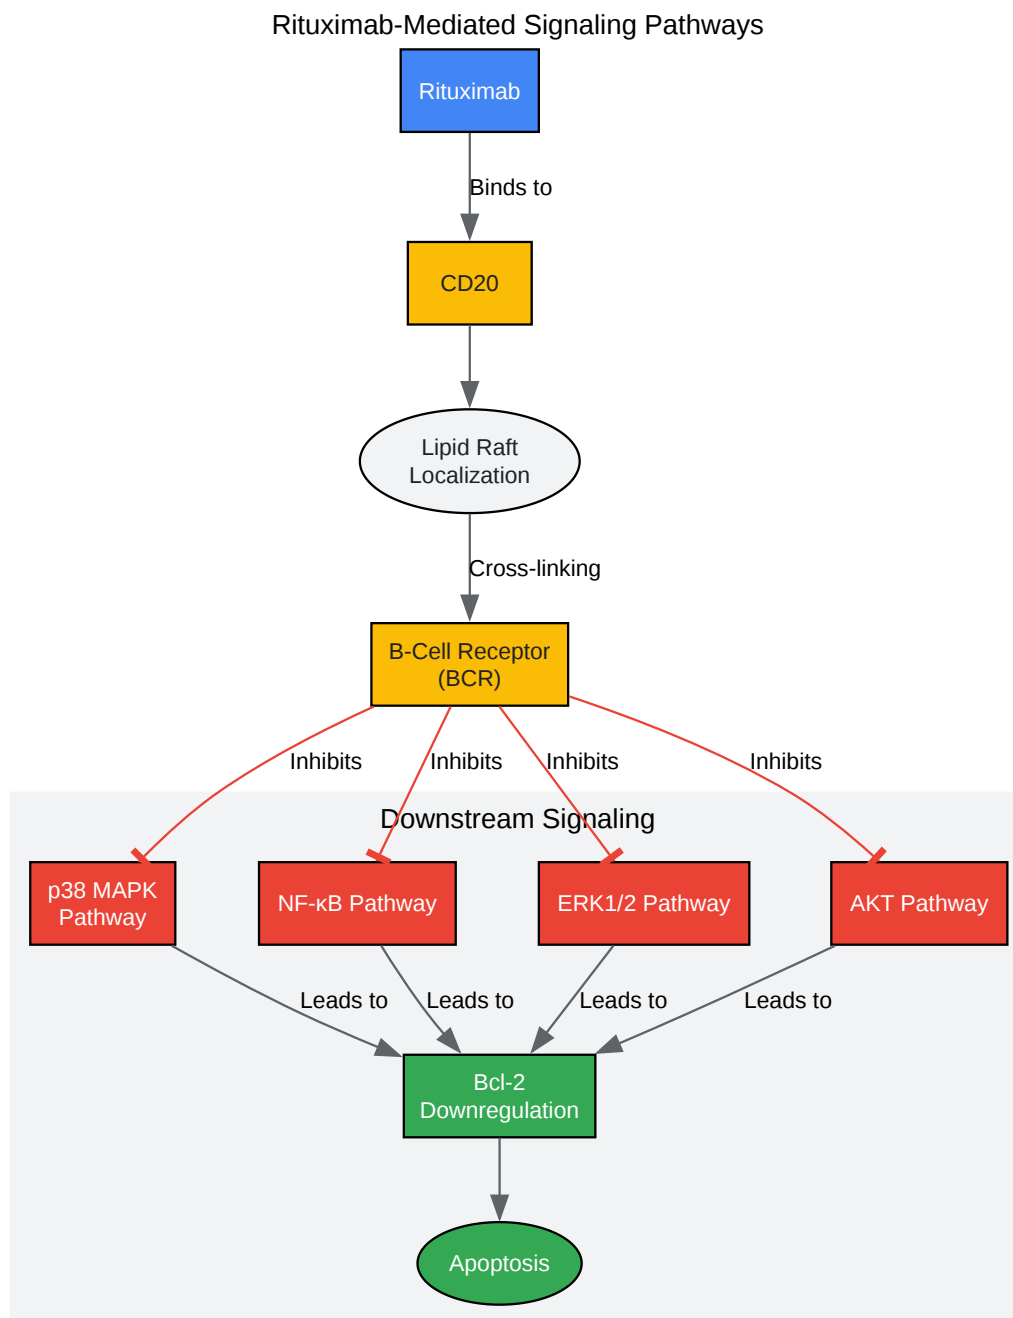 Rituximab-Mediated Signaling Pathways
Rituximab
Binds to
CD20
Lipid Raft
Localization
Cross-linking
B-Cell Receptor
(BCR)
Inhibits
Inhibits
Inhibits
Inhibits
Downstream Signaling
p38 MAPK
Pathway
NF-κB Pathway
ERK1/2 Pathway
AKT Pathway
Leads to
Leads to
Leads to
Leads to
Bcl-2
Downregulation
Apoptosis